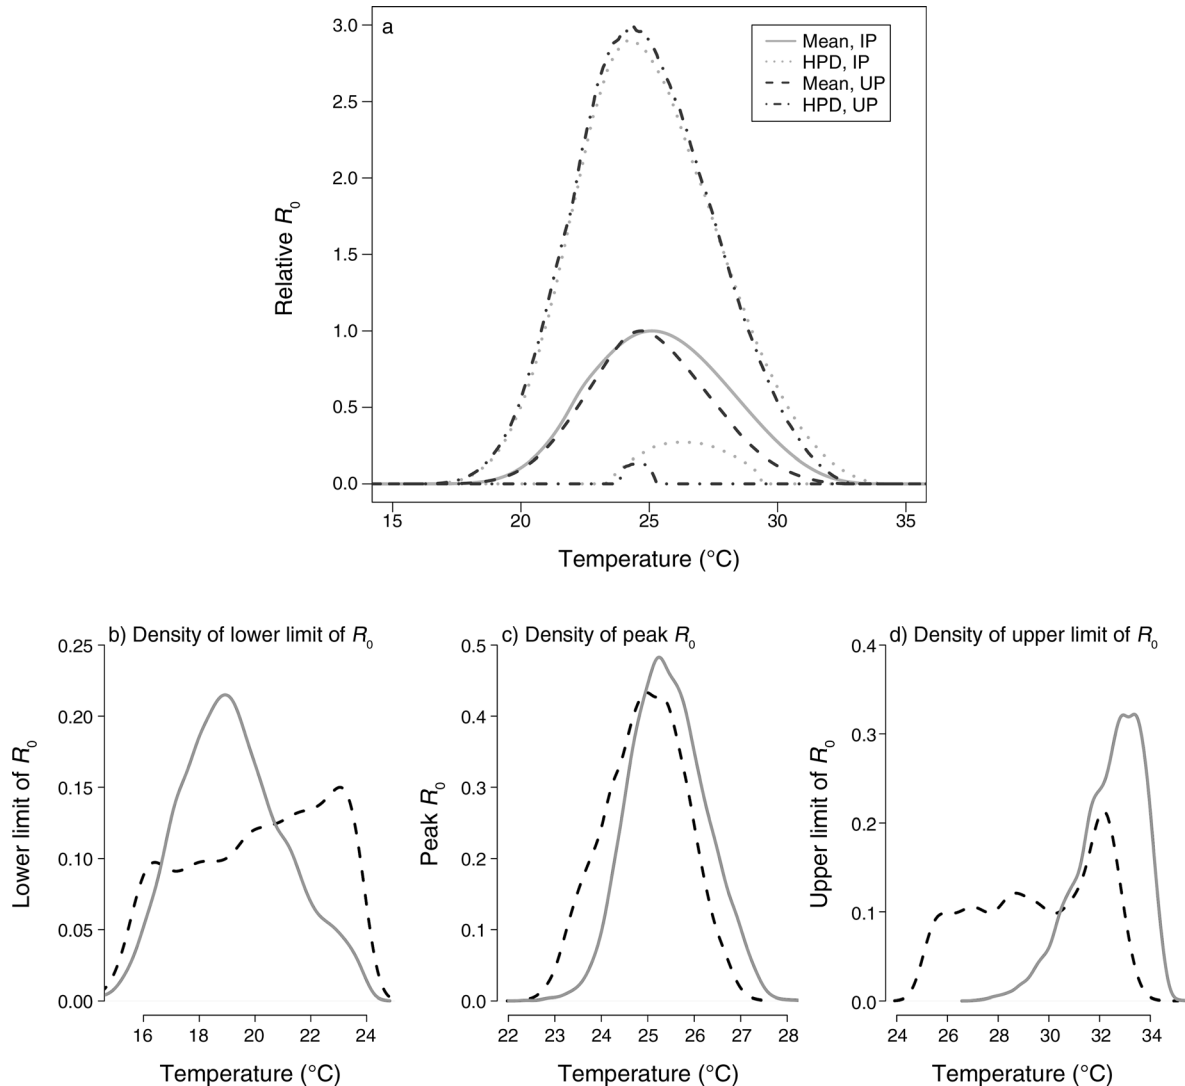 a
3.0
2.5
2.0
1.5
1.0
0.5
0.0
Relative R0
Mean, IP
HPD, IP
Mean, UP
HPD, UP
15 20 25 30 35
Temperature (°C)
b) Density of lower limit of R0
0.25
0.20
0.15
0.10
0.05
0.00
Lower limit of R0
16 18 20 22 24
Temperature (°C)
c) Density of peak R0
0.5
0.4
0.3
0.2
0.1
0.0
Peak R0
22 23 24 25 26 27 28
Temperature (°C)
d) Density of upper limit of R0
0.4
0.3
0.2
0.1
0.0
Upper limit of R0
24 26 28 30 32 34
Temperature (°C)